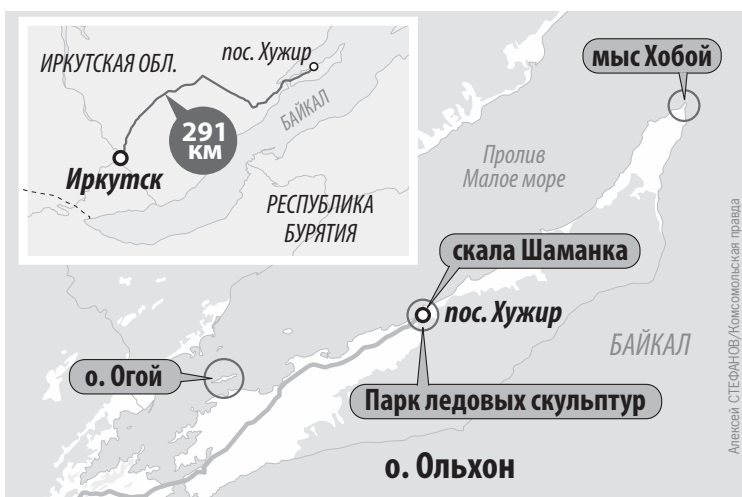 ИРКУТСКАЯ ОБЛ.
пос. Хужир
БАЙКАЛ
291
КМ
Иркутск
РЕСПУБЛИКА
БУРЯТИЯ
мыс Хобой
Пролив
Малое море
скала Шаманка
пос. Хужир
БАЙКАЛ
о. Огой
Парк ледовых скульптур
о. Ольхон
Алексей СТЕФАНОВ/Комсомольская правда